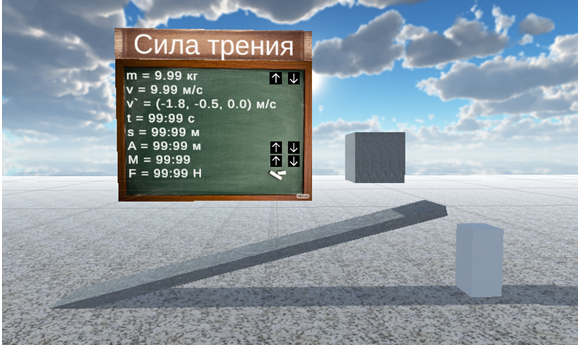 Сила трения
m = 9.99 кг
v = 9.99 м/с
v` = (-1.8, -0.5, 0.0) м/с
t = 99:99 с
s = 99:99 м
A = 99:99 м
M = 99:99
F = 99:99 Н